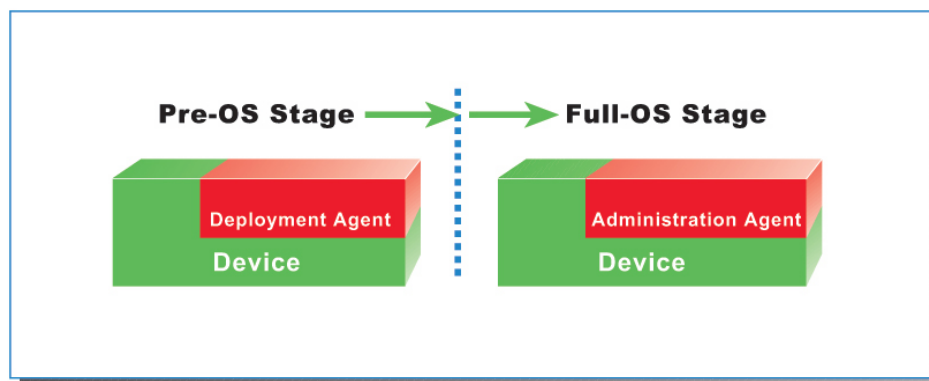 Pre-OS Stage
Full-OS Stage
Deployment Agent
Device
Administration Agent
Device